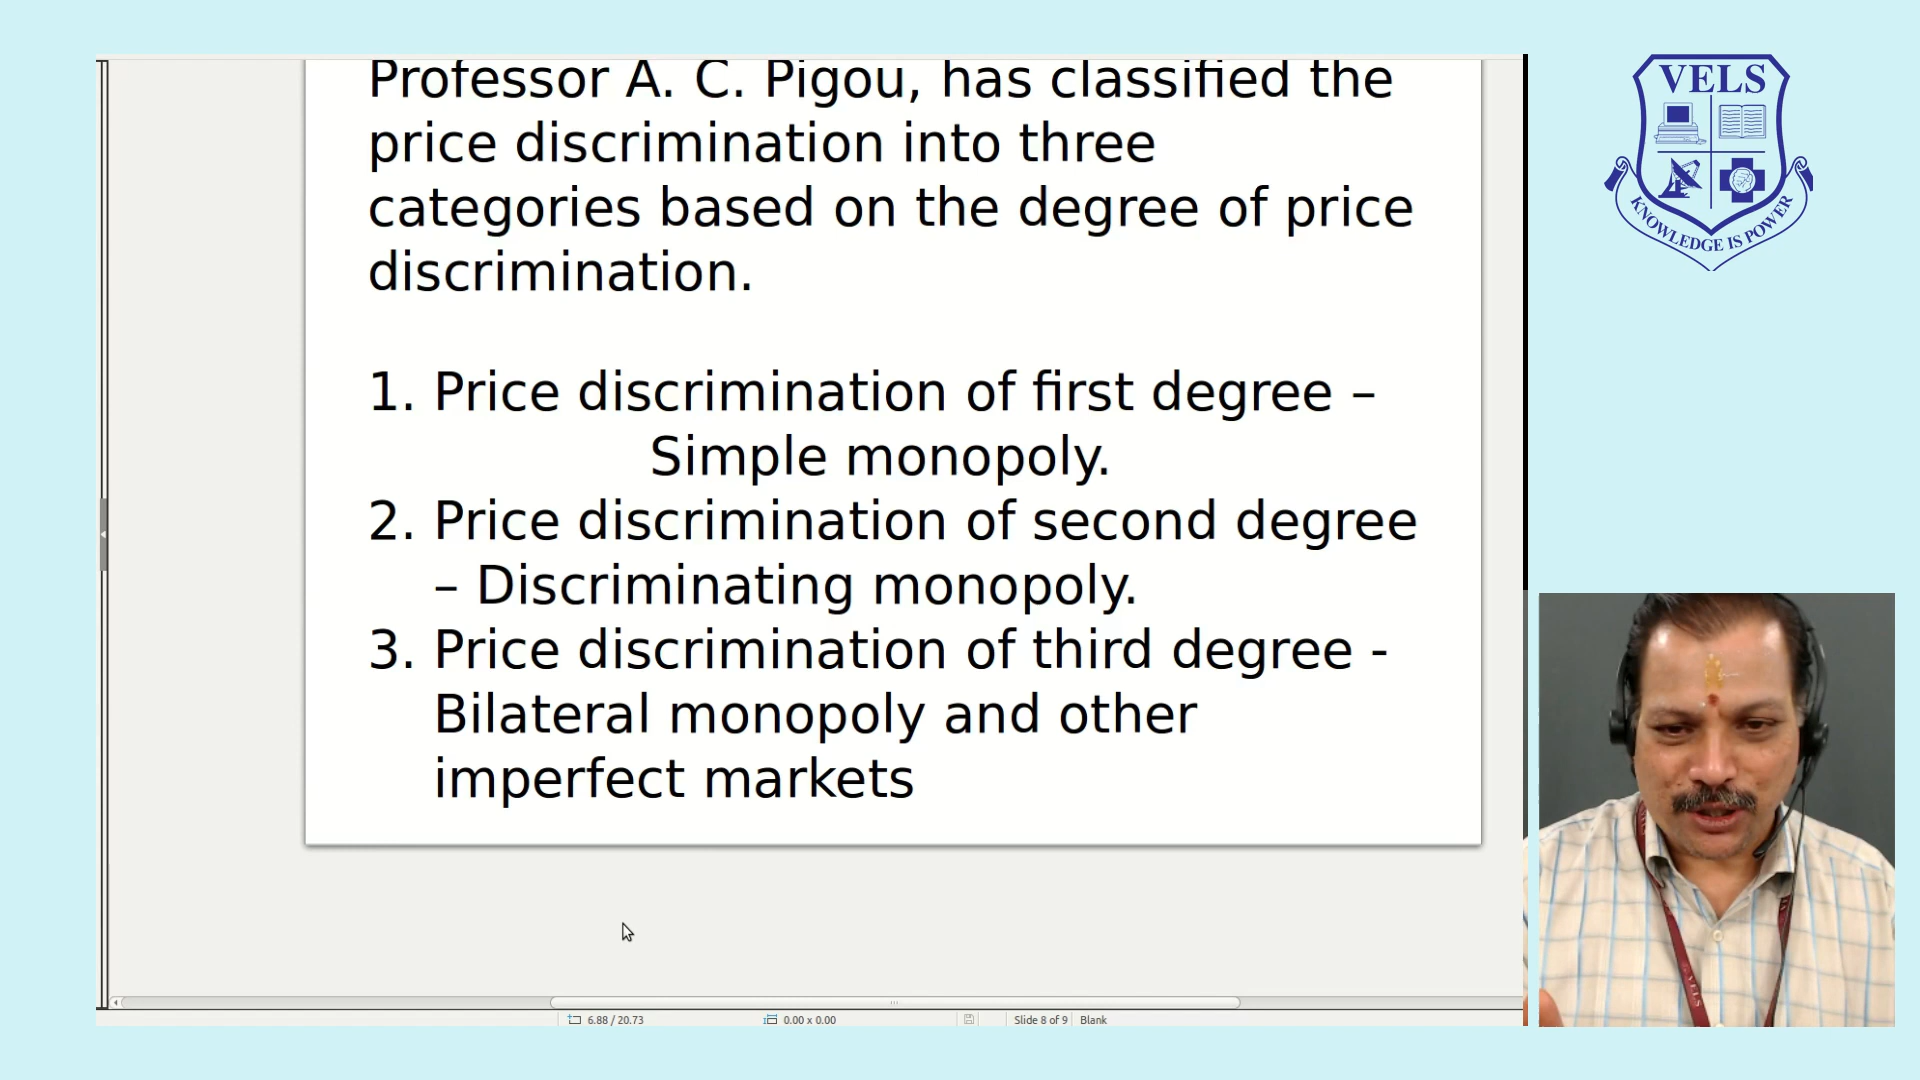 Professor A. C. Pigou, has classified the
price discrimination into three
categories based on the degree of price
discrimination.
1. Price discrimination of first degree –
Simple monopoly.
2. Price discrimination of second degree
– Discriminating monopoly.
3. Price discrimination of third degree -
Bilateral monopoly and other
imperfect markets
6.88 / 20.73
0.00 x 0.00
Slide 8 of 9
Blank
VELS
KNOWLEDGE IS POWER
VELS